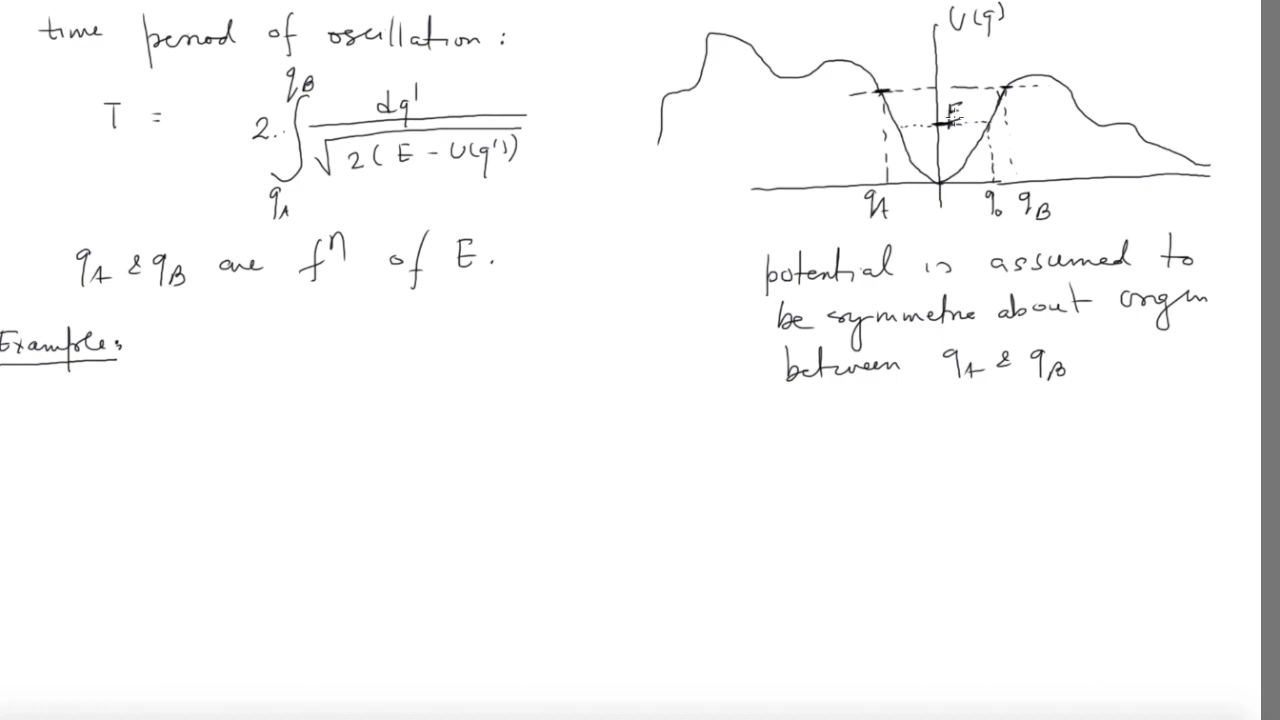 time period of oscillation :
T = 2. ∫_{q_A}^{q_B} dq' / √2(E - U(q'))
q_A & q_B are fⁿ of E.
Examples
U(q)
E
q_A q_0 q_B
potential is assumed to
be symmetric about origin
between q_A & q_B